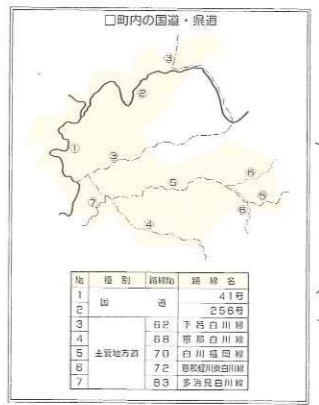 □町内の国道・県道
③
②
①
③
⑥
⑤
⑤
⑦
⑥
④
№ 種別 路線№ 路線名
1 国道 41号
2 256号
3 主要地方道 62 下呂白川線
4 68 恵那白川線
5 70 白川福岡線
6 72 恵那蛭川東白川線
7 83 多治見白川線